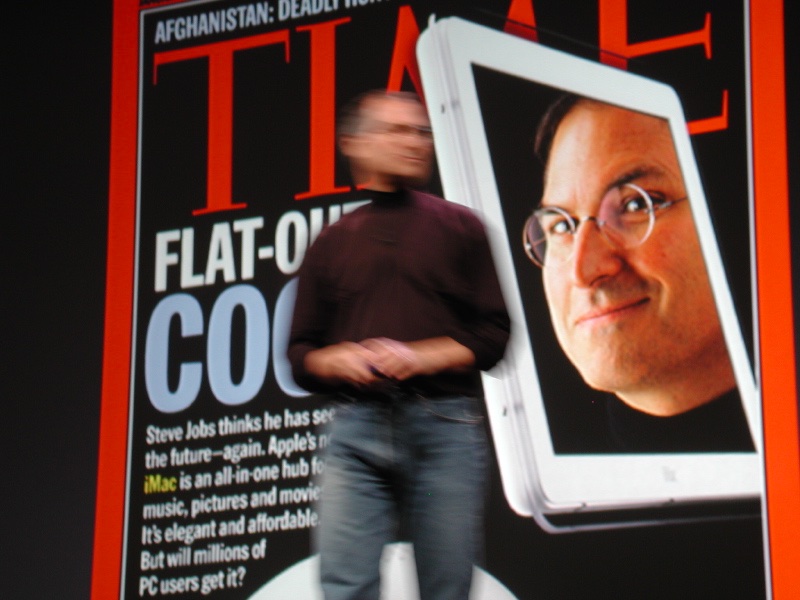 AFGHANISTAN: DEADLY
TIME
FLAT-OU
COO
Steve Jobs thinks he has see
the future—again. Apple's n
iMac is an all-in-one hub fo
music, pictures and movie
It's elegant and affordable.
But will millions of
PC users get it?